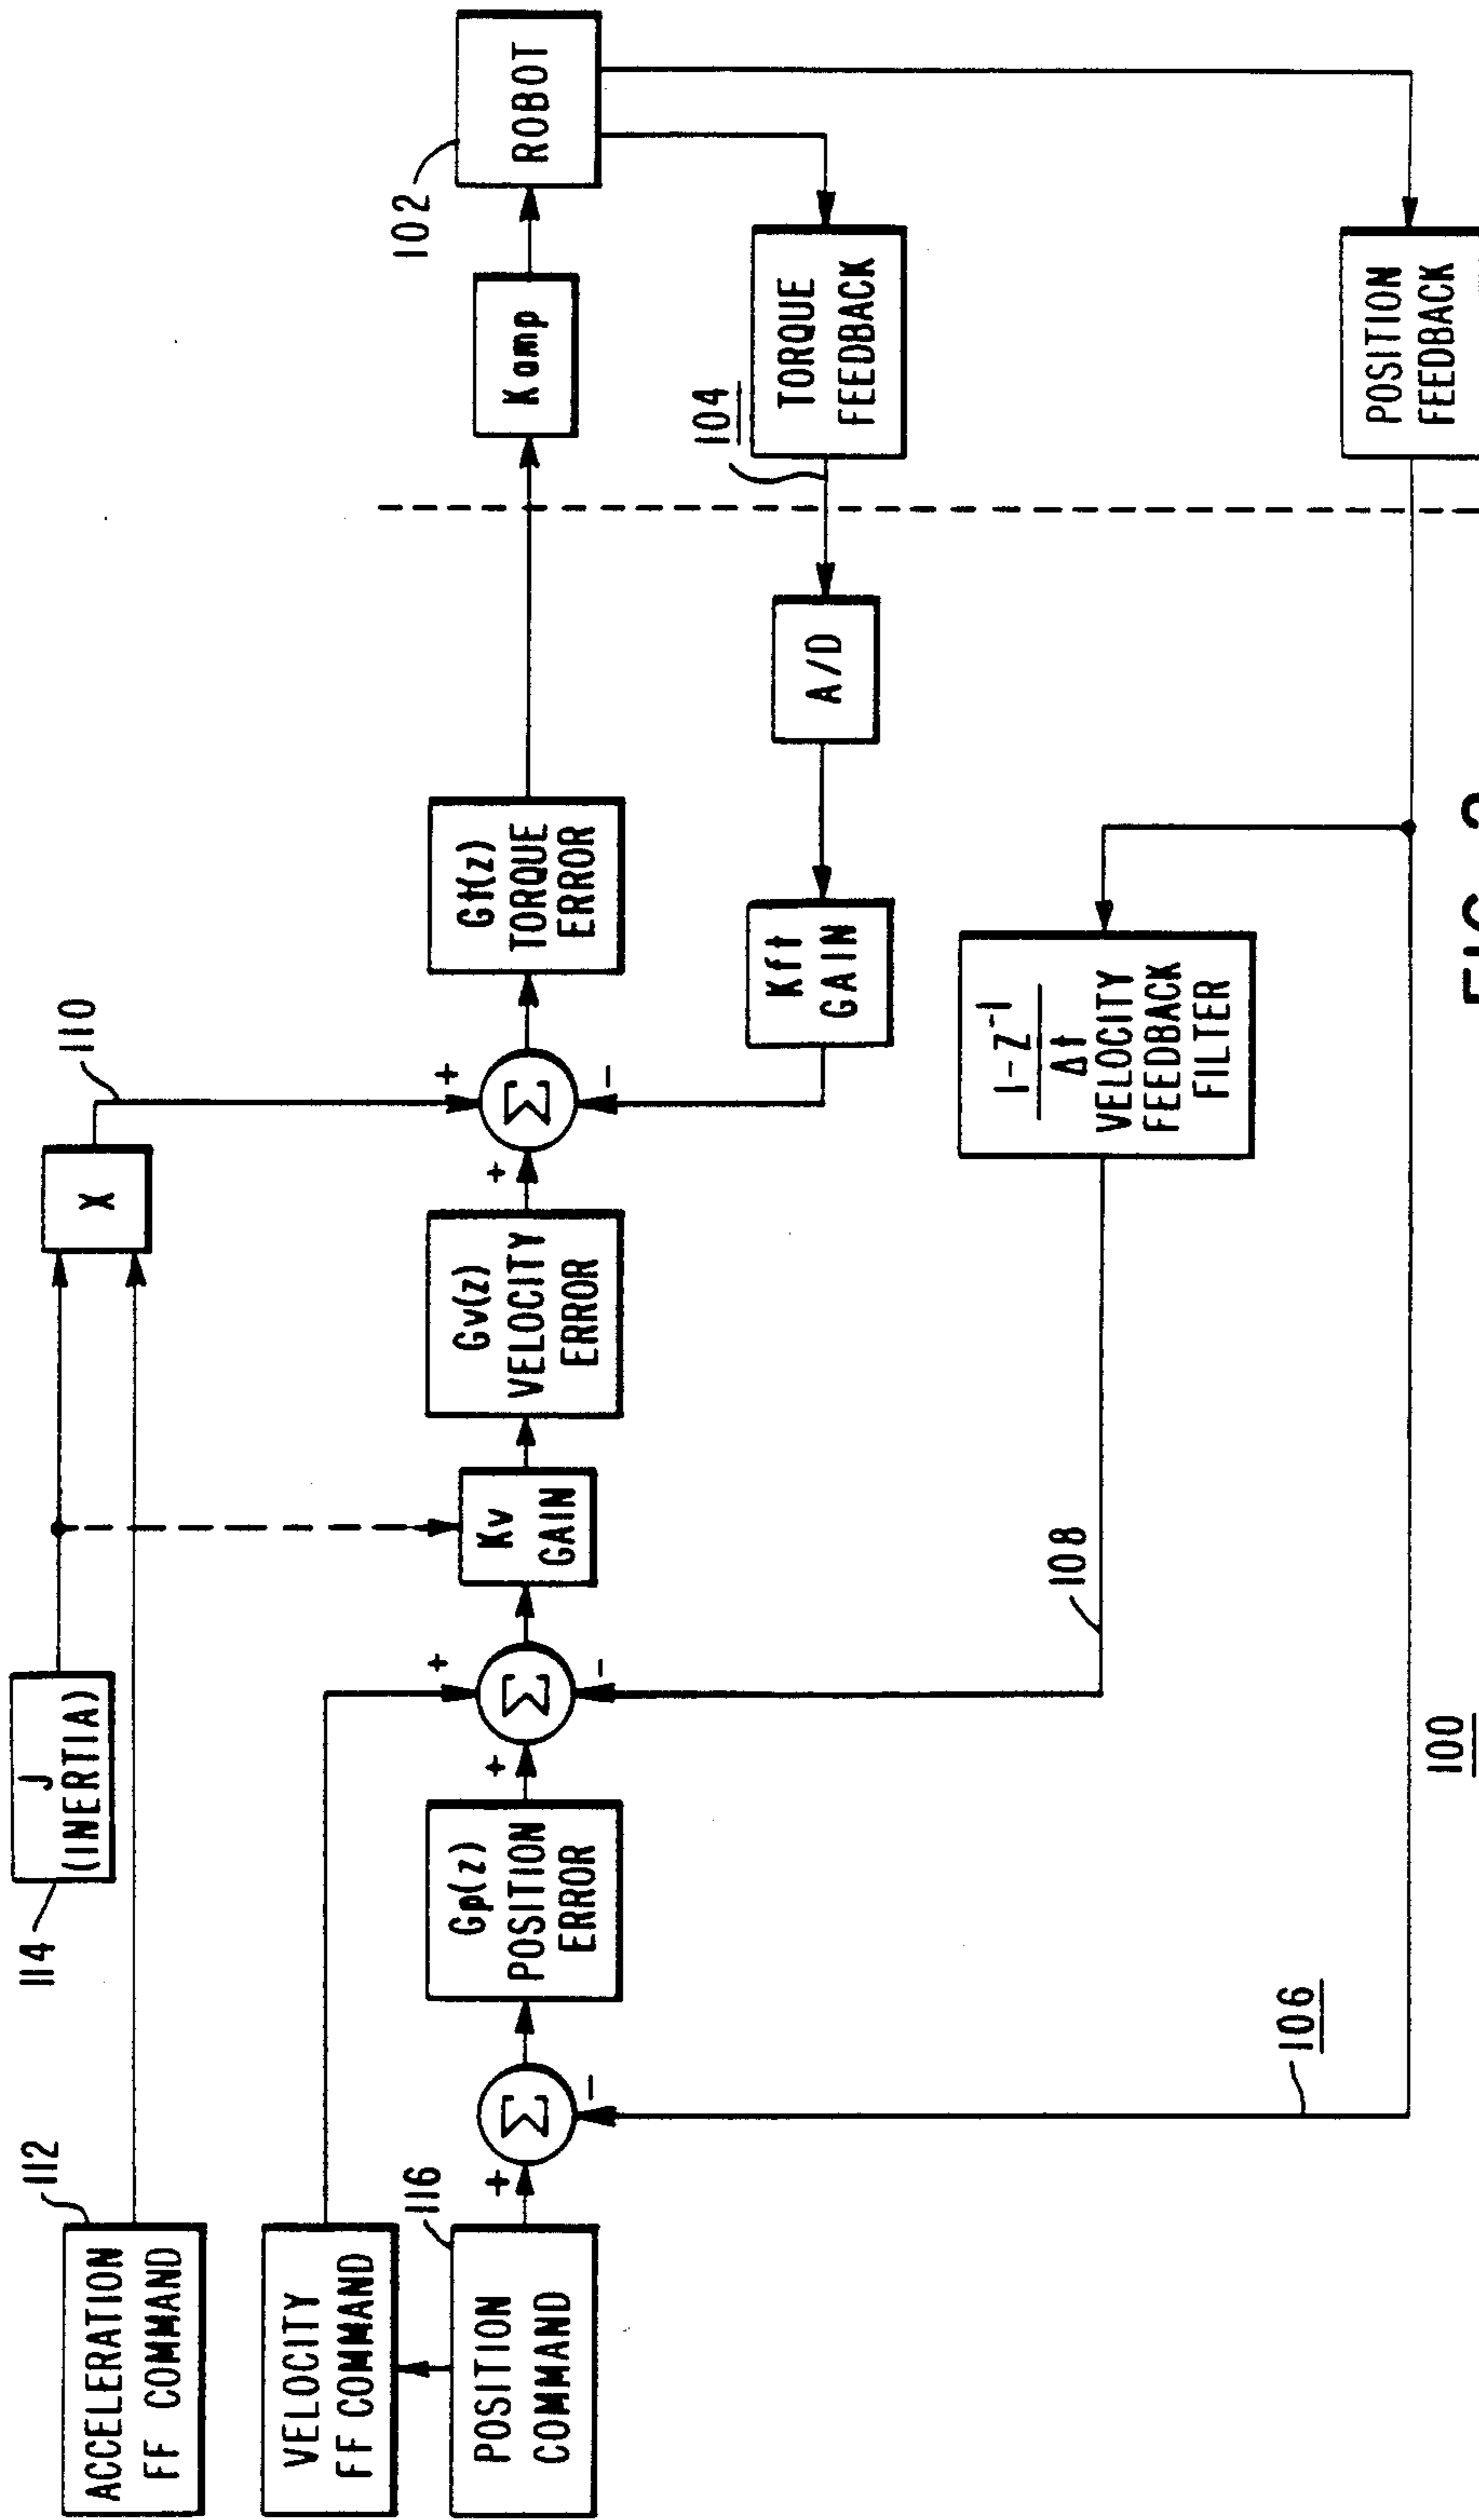 114
J
(INERTIA)
112
ACCELERATION
FF COMMAND
X
110
VELOCITY
FF COMMAND
116
POSITION
COMMAND
+
-
Σ
Gp(z)
POSITION
ERROR
+
+
-
Σ
Kv
GAIN
Gv(z)
VELOCITY
ERROR
+
+
-
Σ
Gt(z)
TORQUE
ERROR
Kamp
102
ROBOT
104
TORQUE
FEEDBACK
A/D
Kft
GAIN
1-Z⁻¹
Δt
VELOCITY
FEEDBACK
FILTER
108
106
POSITION
FEEDBACK
100